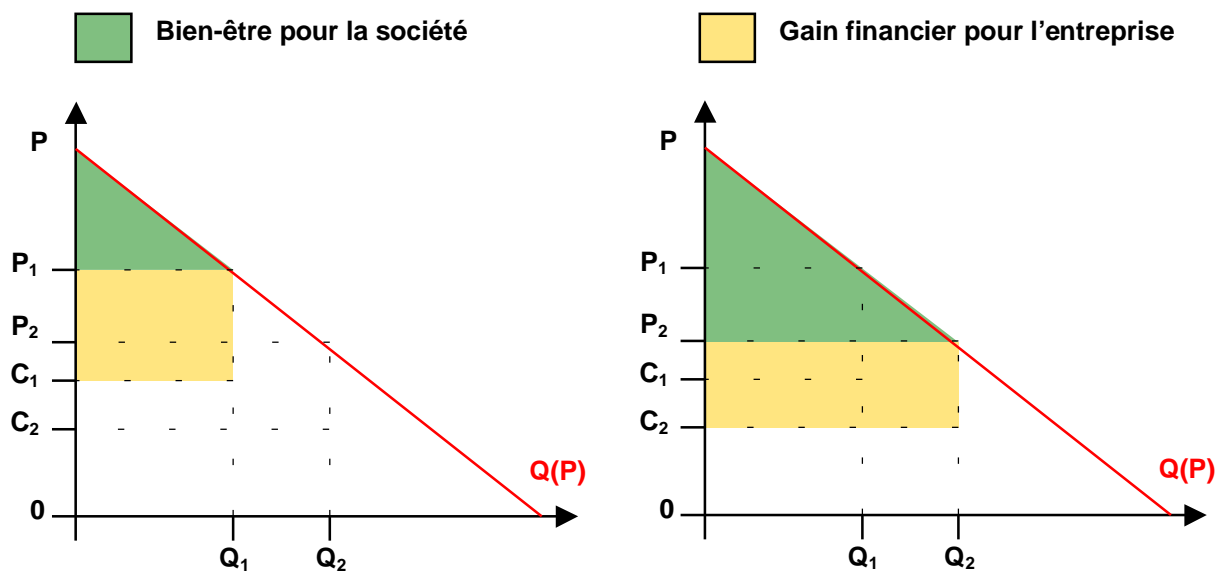 Bien-être pour la société
Gain financier pour l'entreprise
P
P1
P2
C1
C2
0
Q(P)
Q1
Q2
P
P1
P2
C1
C2
0
Q(P)
Q1
Q2